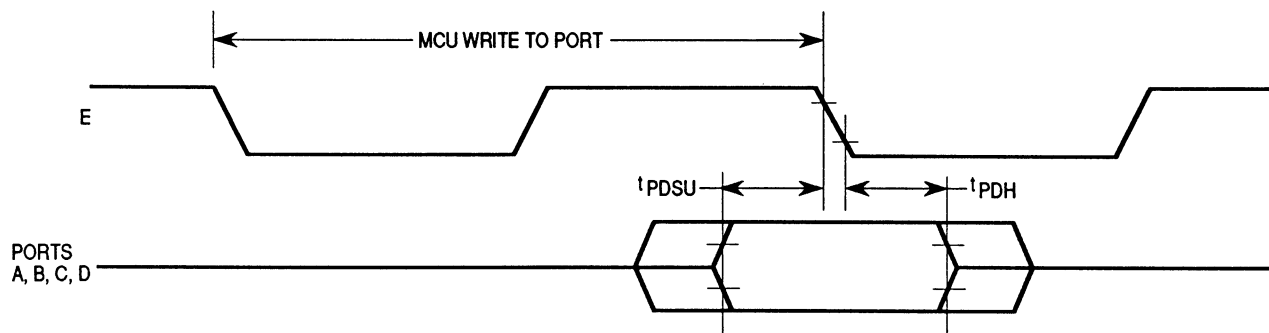 MCU WRITE TO PORT
E
tPDSU
tPDH
PORTS
A, B, C, D